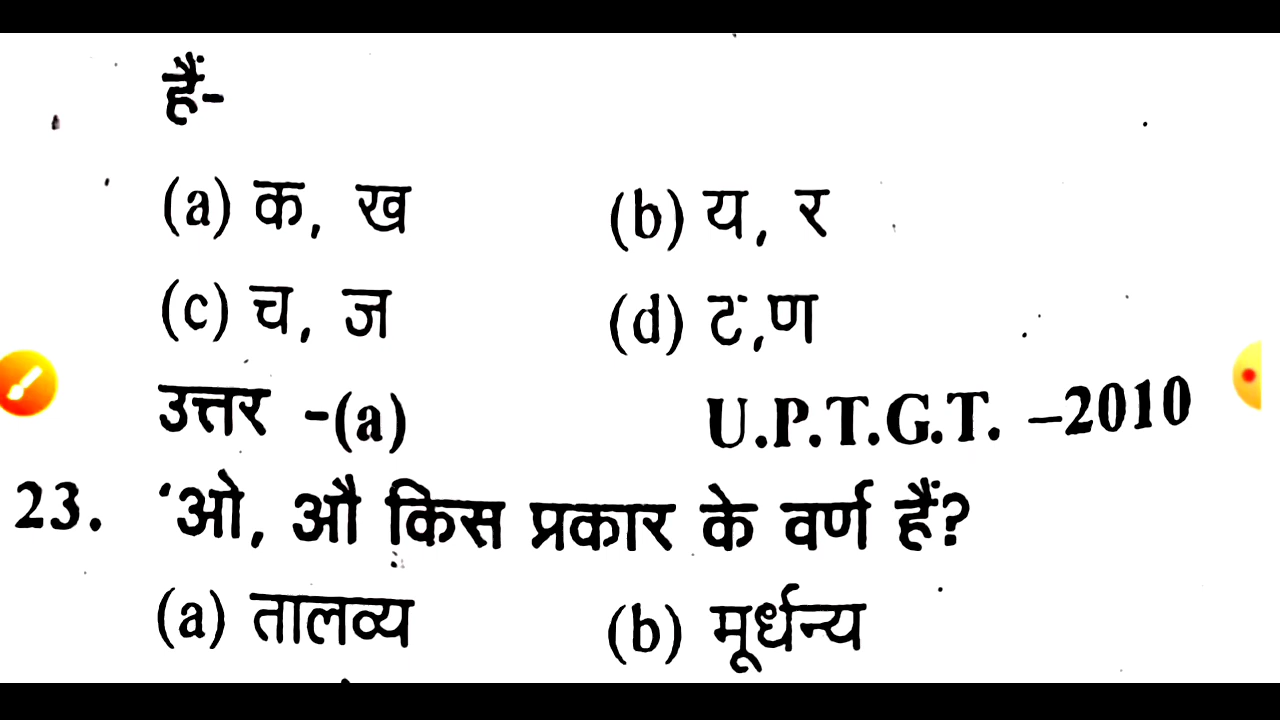 हैं-
(a) क, ख (b) य, र
(c) च, ज (d) ट,ण
उत्तर -(a) U.P.T.G.T. –2010
23. ‘ओ, औ किस प्रकार के वर्ण हैं?
(a) तालव्य (b) मूर्धन्य